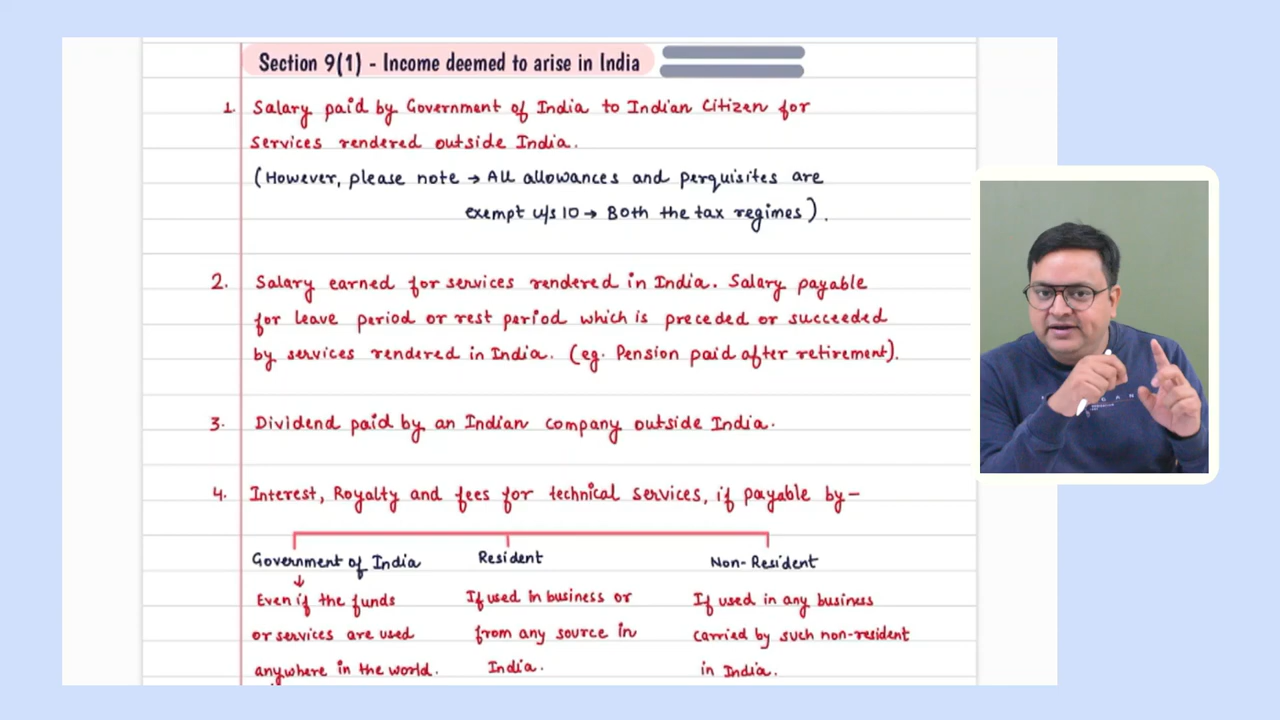 Section 9(1) - Income deemed to arise in India
1. Salary paid by Government of India to Indian Citizen for
services rendered outside India.
(However, please note → All allowances and perquisites are
exempt u/s 10 → Both the tax regimes).
2. Salary earned for services rendered in India. Salary payable
for leave period or rest period which is preceded or succeeded
by services rendered in India. (eg. Pension paid after retirement).
3. Dividend paid by an Indian company outside India.
4. Interest, Royalty and fees for technical services, if payable by-
Government of India
↓
Even if the funds
or services are used
anywhere in the world.
Resident
If used in business or
from any source in
India.
Non-Resident
If used in any business
carried by such non-resident
in India.